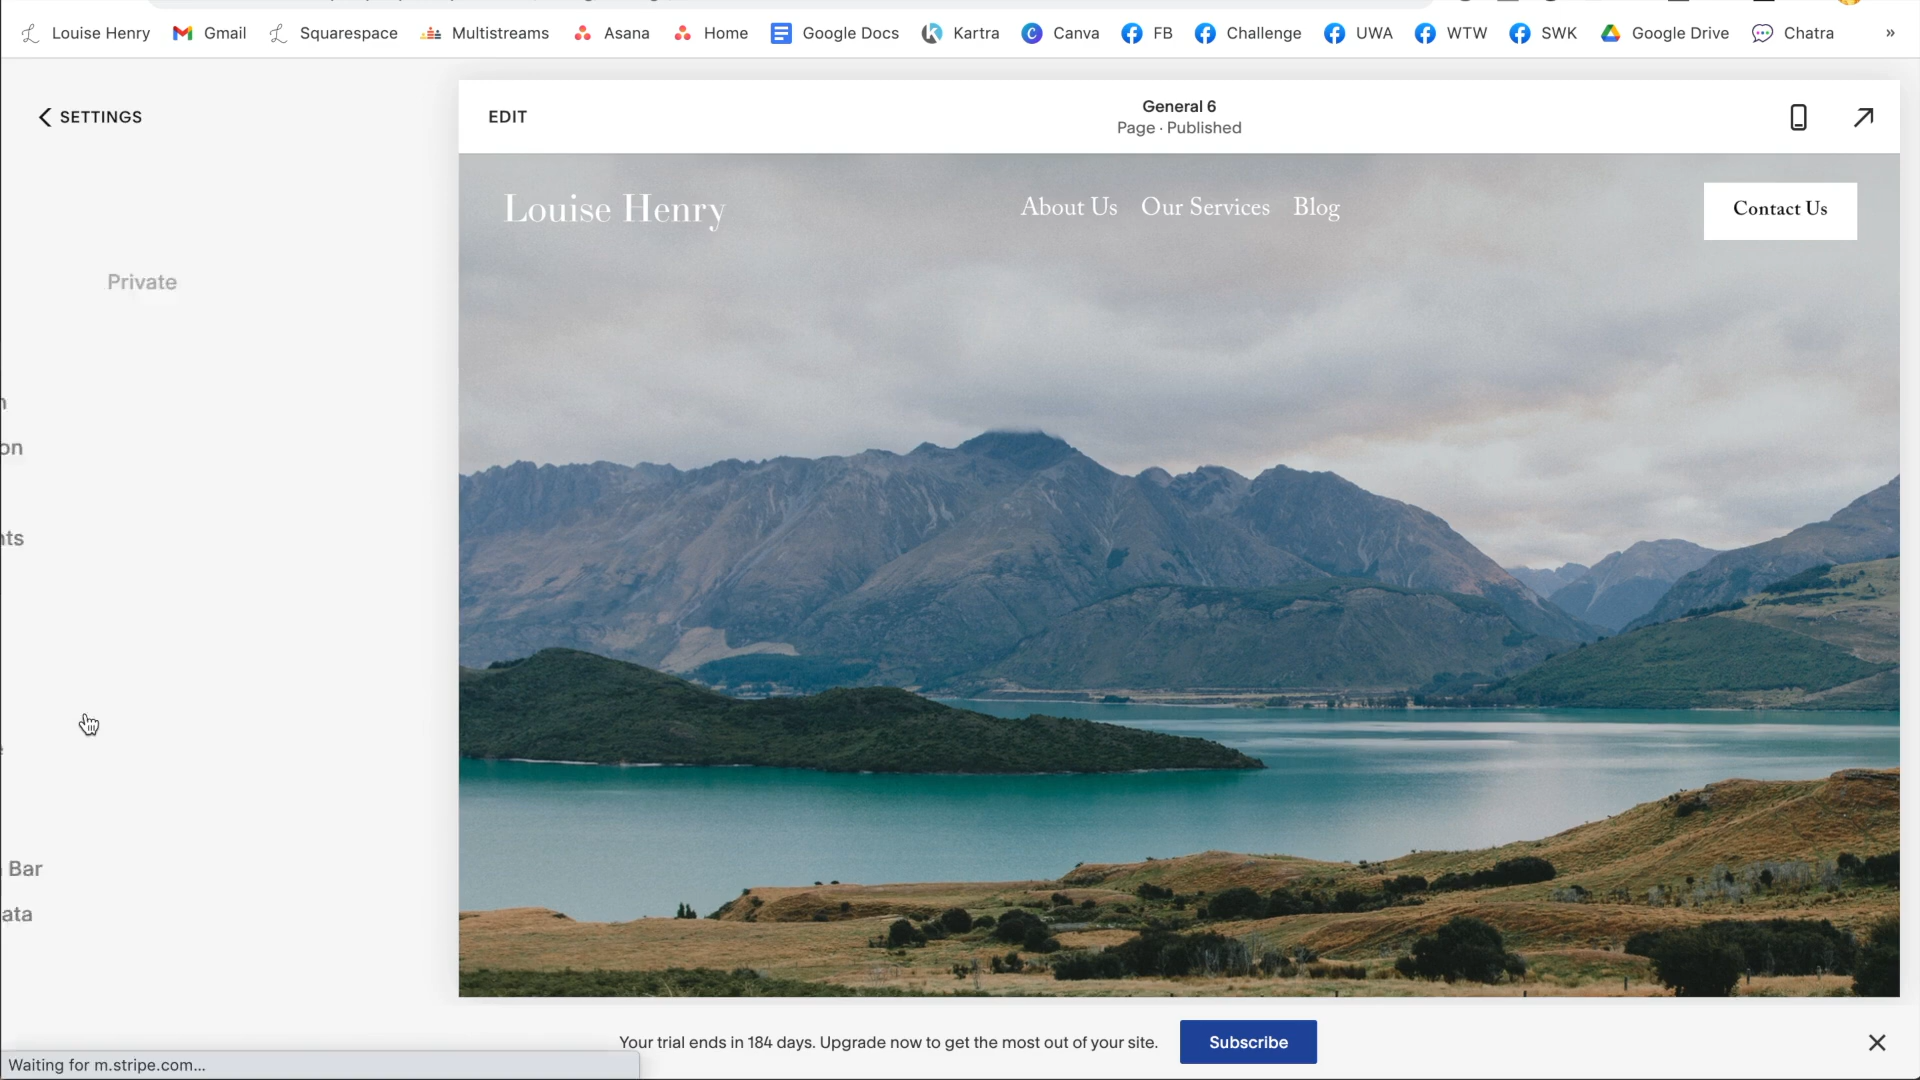 Louise Henry Gmail Squarespace Multistreams Asana Home Google Docs Kartra Canva FB Challenge UWA WTW SWK Google Drive Chatra »
SETTINGS
EDIT
General 6
Page · Published
Louise Henry
About Us Our Services Blog
Contact Us
Private
on
nts
Bar
ata
Your trial ends in 184 days. Upgrade now to get the most out of your site.
Subscribe
Waiting for m.stripe.com...